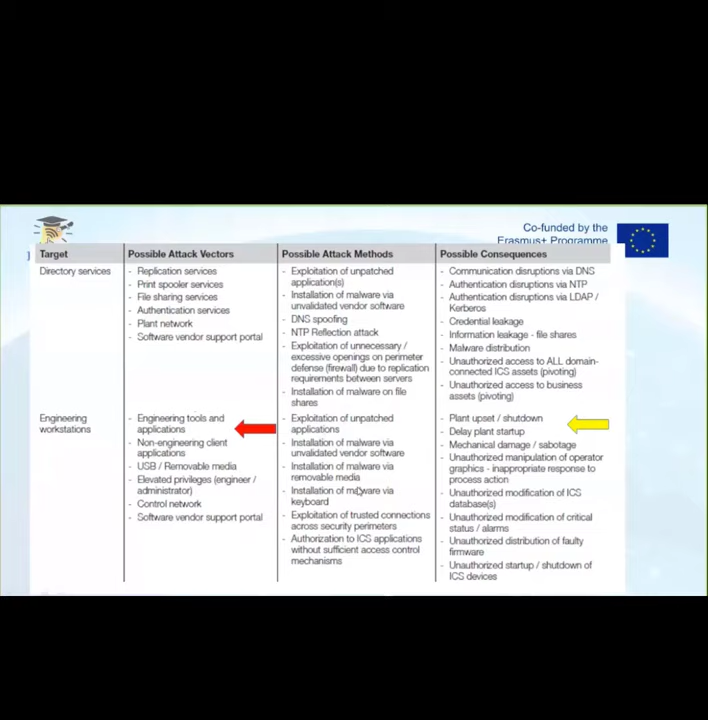 Co-funded by the
Erasmus+ Programme
Target
Possible Attack Vectors
Possible Attack Methods
Possible Consequences
Directory services
- Replication services
- Print spooler services
- File sharing services
- Authentication services
- Plant network
- Software vendor support portal
- Exploitation of unpatched
application(s)
- Installation of malware via
unvalidated vendor software
- DNS spoofing
- NTP Reflection attack
- Exploitation of unnecessary /
excessive openings on perimeter
defense (firewall) due to replication
requirements between servers
- Installation of malware on file
shares
- Communication disruptions via DNS
- Authentication disruptions via NTP
- Authentication disruptions via LDAP /
Kerberos
- Credential leakage
- Information leakage - file shares
- Malware distribution
- Unauthorized access to ALL domain-
connected ICS assets (pivoting)
- Unauthorized access to business
assets (pivoting)
Engineering
workstations
- Engineering tools and
applications
- Non-engineering client
applications
- USB / Removable media
- Elevated privileges (engineer /
administrator)
- Control network
- Software vendor support portal
- Exploitation of unpatched
applications
- Installation of malware via
unvalidated vendor software
- Installation of malware via
removable media
- Installation of malware via
keyboard
- Exploitation of trusted connections
across security perimeters
- Authorization to ICS applications
without sufficient access control
mechanisms
- Plant upset / shutdown
- Delay plant startup
- Mechanical damage / sabotage
- Unauthorized manipulation of operator
graphics - inappropriate response to
process action
- Unauthorized modification of ICS
database(s)
- Unauthorized modification of critical
status / alarms
- Unauthorized distribution of faulty
firmware
- Unauthorized startup / shutdown of
ICS devices